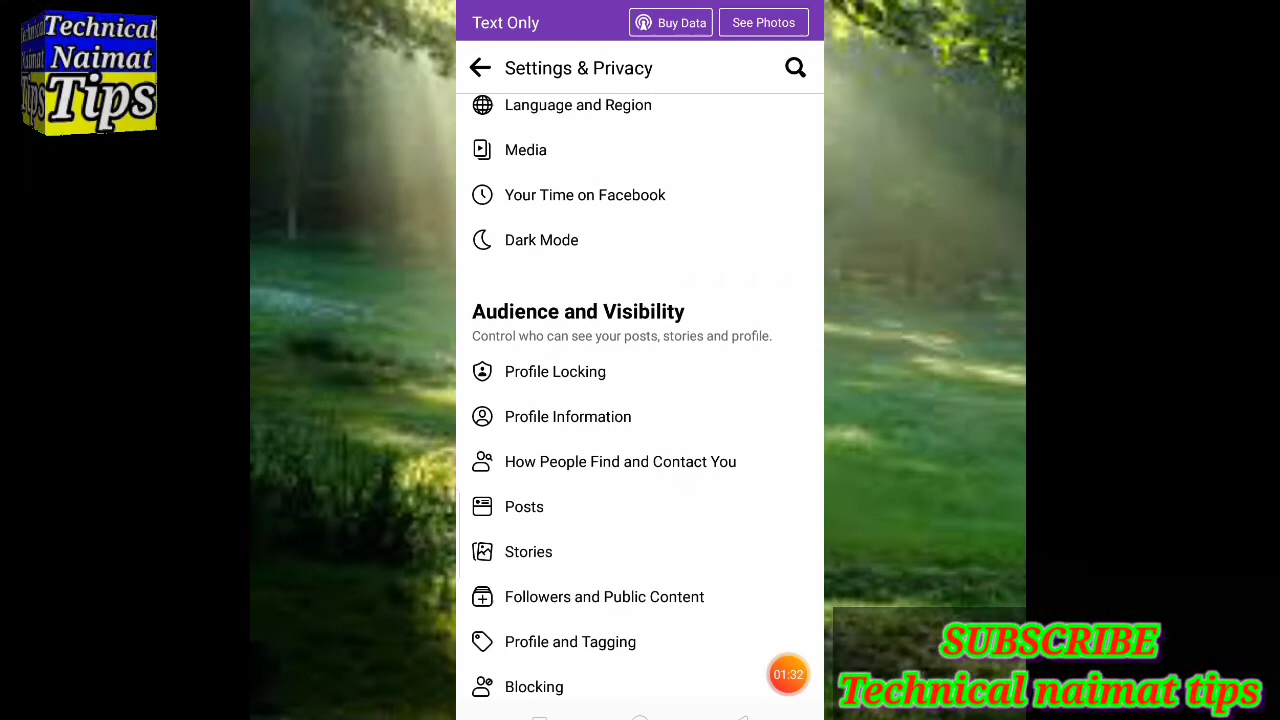 Technical
Naimat
Tips
Text Only
Buy Data
See Photos
Settings & Privacy
Language and Region
Media
Your Time on Facebook
Dark Mode
Audience and Visibility
Control who can see your posts, stories and profile.
Profile Locking
Profile Information
How People Find and Contact You
Posts
Stories
Followers and Public Content
Profile and Tagging
Blocking
01:32
SUBSCRIBE
Technical naimat tips